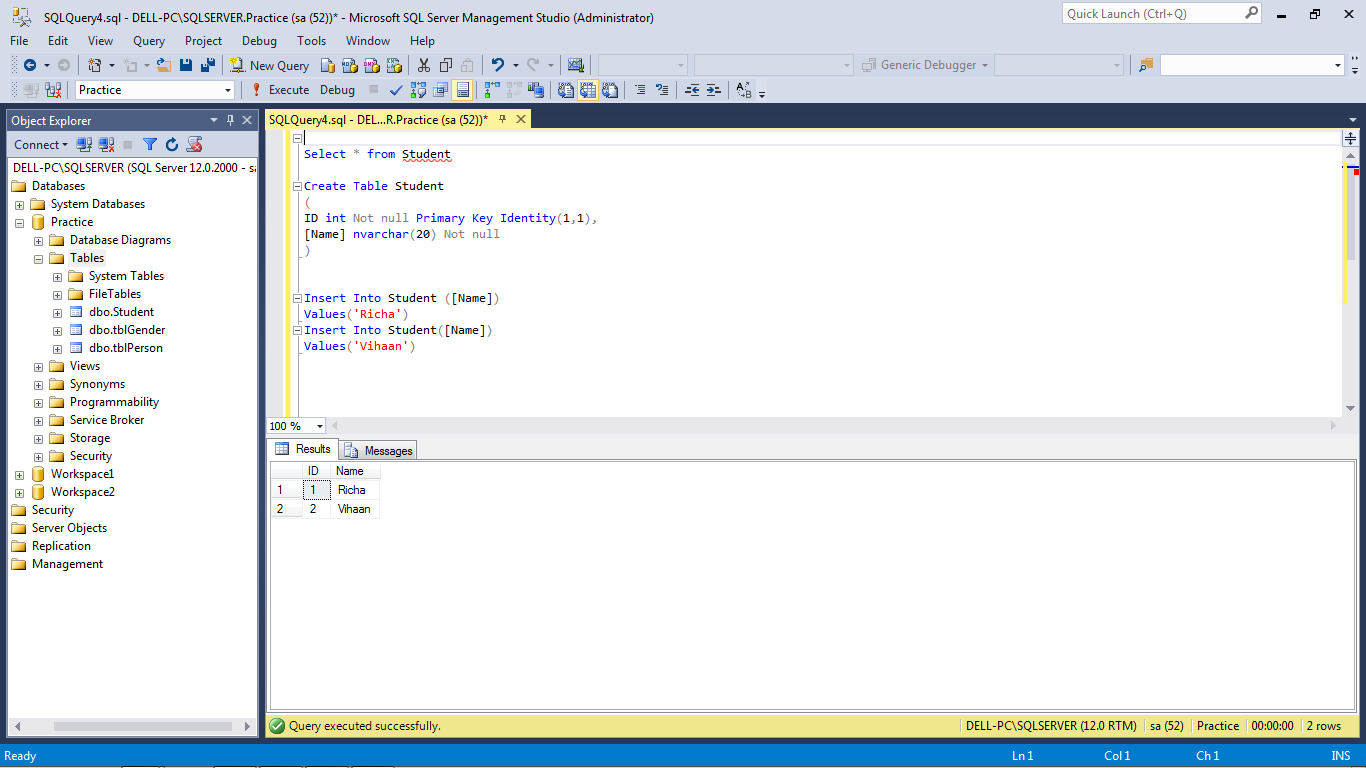 SQLQuery4.sql - DELL-PC\SQLSERVER.Practice (sa (52))* - Microsoft SQL Server Management Studio (Administrator)
Quick Launch (Ctrl+Q)
File Edit View Query Project Debug Tools Window Help
New Query Generic Debugger
Practice Execute Debug
Object Explorer
Connect
DELL-PC\SQLSERVER (SQL Server 12.0.2000 - sa
Databases
System Databases
Practice
Database Diagrams
Tables
System Tables
FileTables
dbo.Student
dbo.tblGender
dbo.tblPerson
Views
Synonyms
Programmability
Service Broker
Storage
Security
Workspace1
Workspace2
Security
Server Objects
Replication
Management
SQLQuery4.sql - DEL...R.Practice (sa (52))*
Select * from Student
Create Table Student
(
ID int Not null Primary Key Identity(1,1),
[Name] nvarchar(20) Not null
)
Insert Into Student ([Name])
Values('Richa')
Insert Into Student([Name])
Values('Vihaan')
100 %
Results Messages
ID Name
1 1 Richa
2 2 Vihaan
Query executed successfully. DELL-PC\SQLSERVER (12.0 RTM) sa (52) Practice 00:00:00 2 rows
Ready Ln 1 Col 1 Ch 1 INS